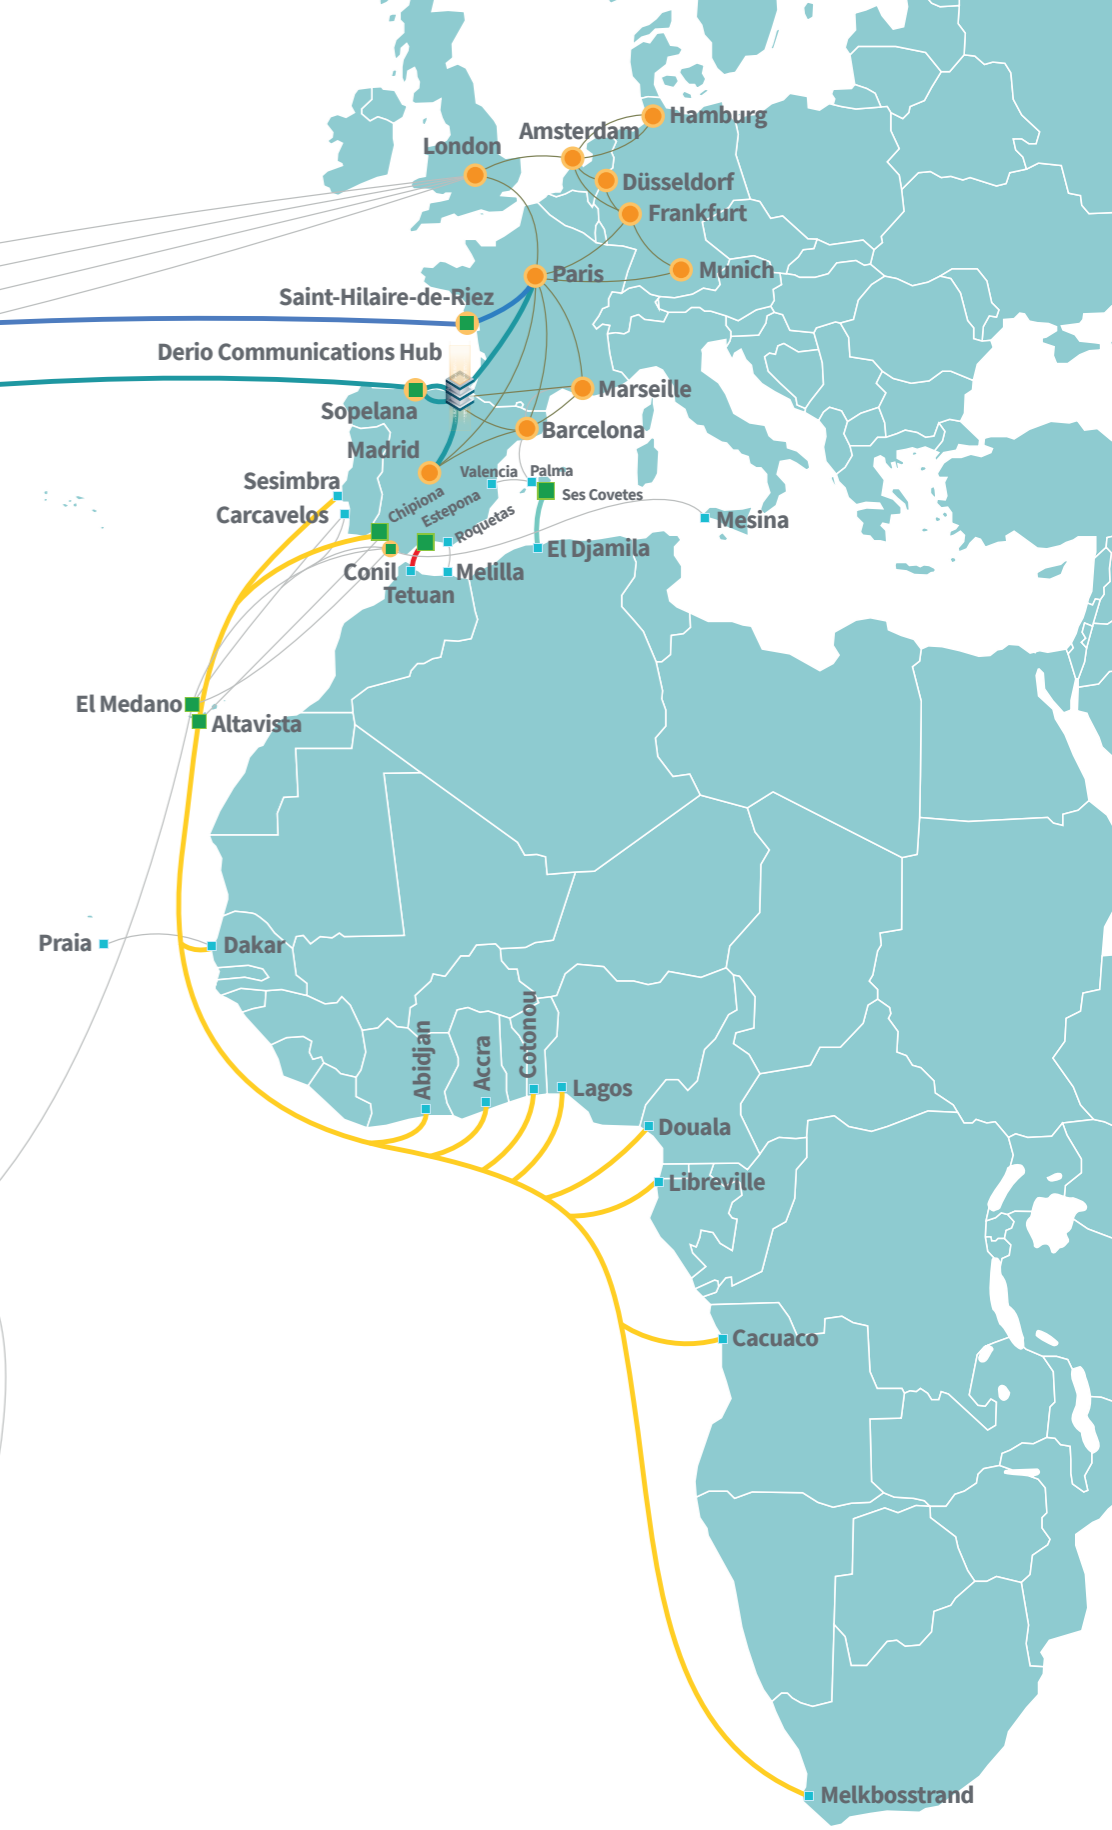 Hamburg
Amsterdam
London
Düsseldorf
Frankfurt
Munich
Paris
Saint-Hilaire-de-Riez
Derio Communications Hub
Marseille
Sopelana
Barcelona
Madrid
Valencia
Palma
Sesimbra
Ses Covetes
Chipiona
Estepona
Carcavelos
Roquetas
Mesina
El Djamila
Conil
Melilla
Tetuan
El Medano
Altavista
Praia
Dakar
Abidjan
Accra
Cotonou
Lagos
Douala
Libreville
Cacuaco
Melkbosstrand